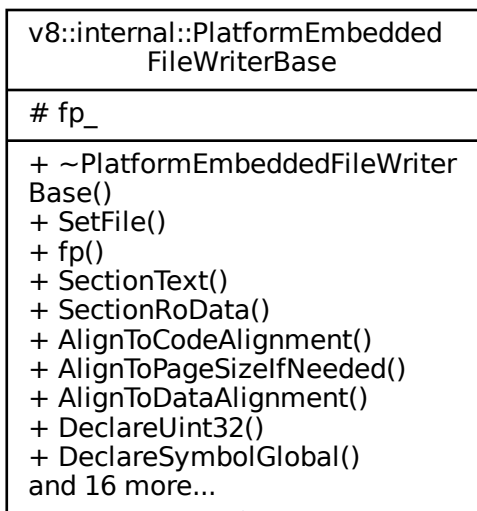 v8::internal::PlatformEmbedded
FileWriterBase
# fp_
+ ~PlatformEmbeddedFileWriter
Base()
+ SetFile()
+ fp()
+ SectionText()
+ SectionRoData()
+ AlignToCodeAlignment()
+ AlignToPageSizeIfNeeded()
+ AlignToDataAlignment()
+ DeclareUint32()
+ DeclareSymbolGlobal()
and 16 more...